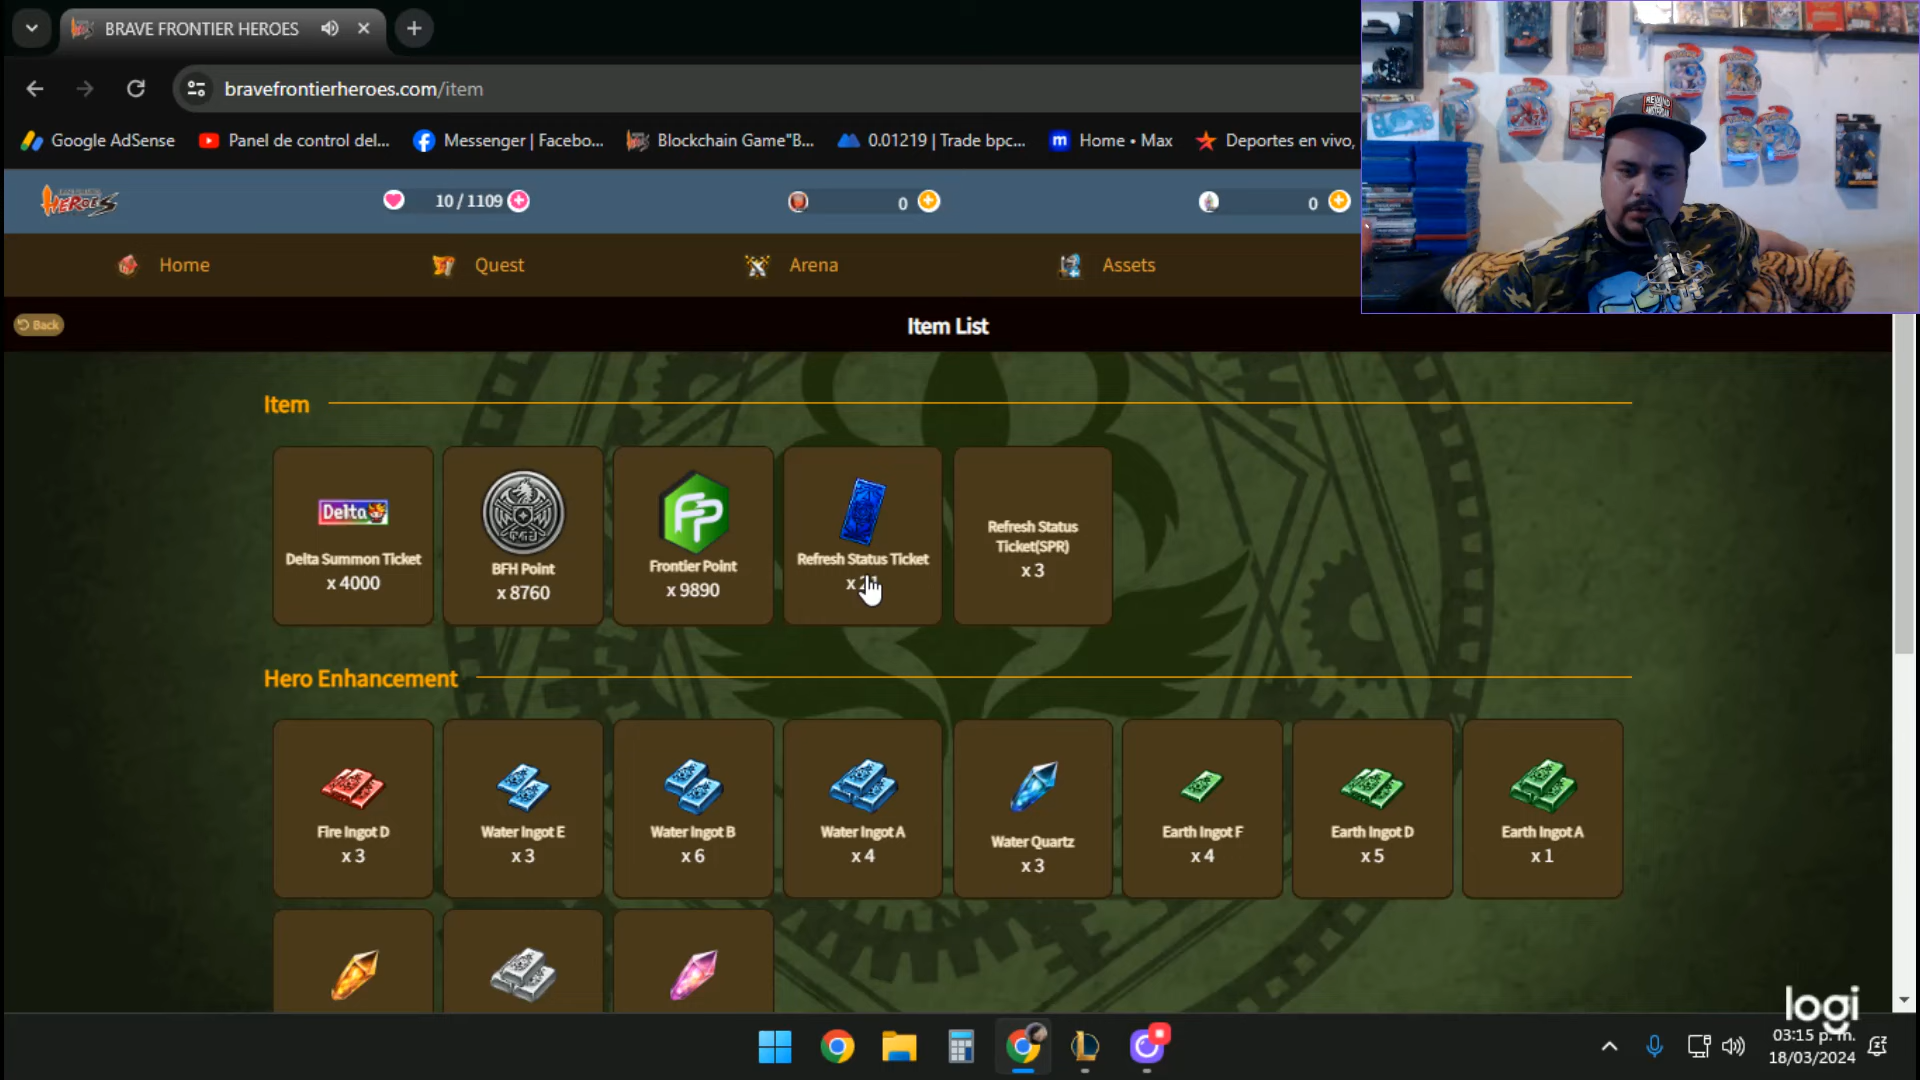 BRAVE FRONTIER HEROES
bravefrontierheroes.com/item
Google AdSense
Panel de control del...
Messenger | Facebo...
Blockchain Game"B...
0.01219 | Trade bpc...
Home • Max
Deportes en vivo,
HEROES
10 / 1109
0
0
Home
Quest
Arena
Assets
Back
Item List
Item
Delta
Delta Summon Ticket
x 4000
BFH Point
x 8760
FP
Frontier Point
x 9890
Refresh Status Ticket
x
Refresh Status
Ticket(SPR)
x 3
Hero Enhancement
Fire Ingot D
x 3
Water Ingot E
x 3
Water Ingot B
x 6
Water Ingot A
x 4
Water Quartz
x 3
Earth Ingot F
x 4
Earth Ingot D
x 5
Earth Ingot A
x 1
logi
03:15 p. m.
18/03/2024